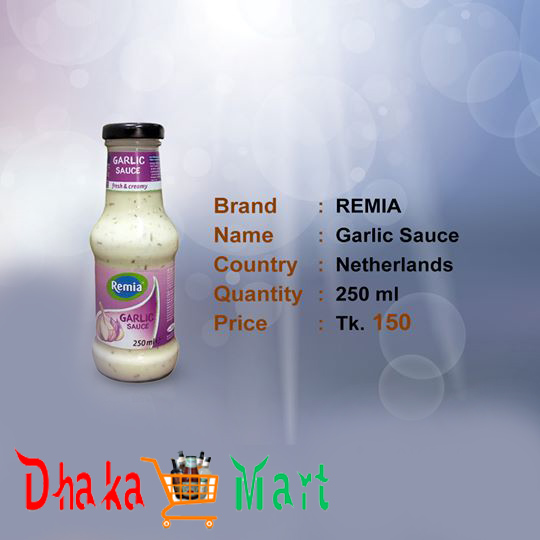 GARLIC
SAUCE
fresh & creamy
Remia
GARLIC
SAUCE
250 ml
Brand : REMIA
Name : Garlic Sauce
Country : Netherlands
Quantity : 250 ml
Price : Tk. 150
Dhaka Mart